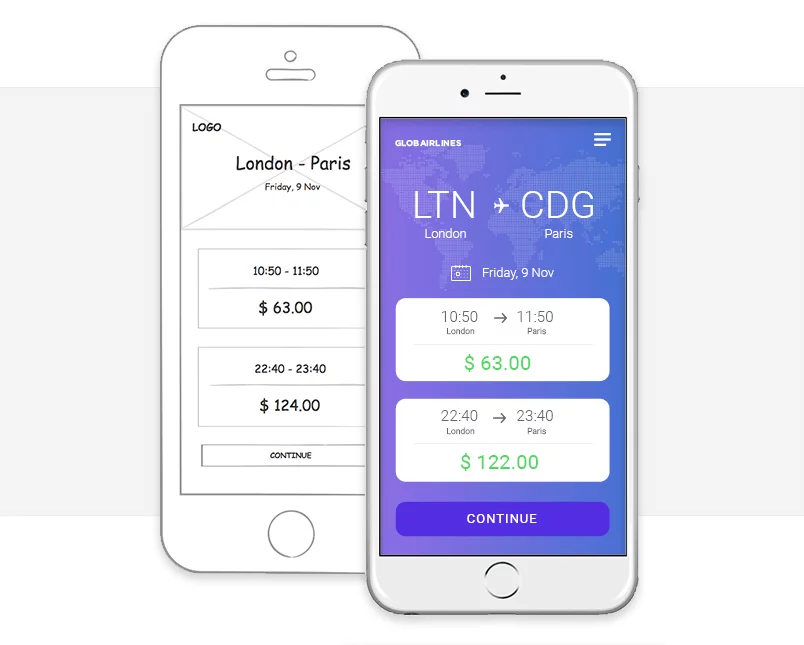 LOGO
London - Paris
Friday, 9 Nov
10:50 - 11:50
$ 63.00
22:40 - 23:40
$ 124.00
CONTINUE
GLOBAIRLINES
LTN CDG
London Paris
Friday, 9 Nov
10:50 → 11:50
London Paris
$ 63.00
22:40 → 23:40
London Paris
$ 122.00
CONTINUE